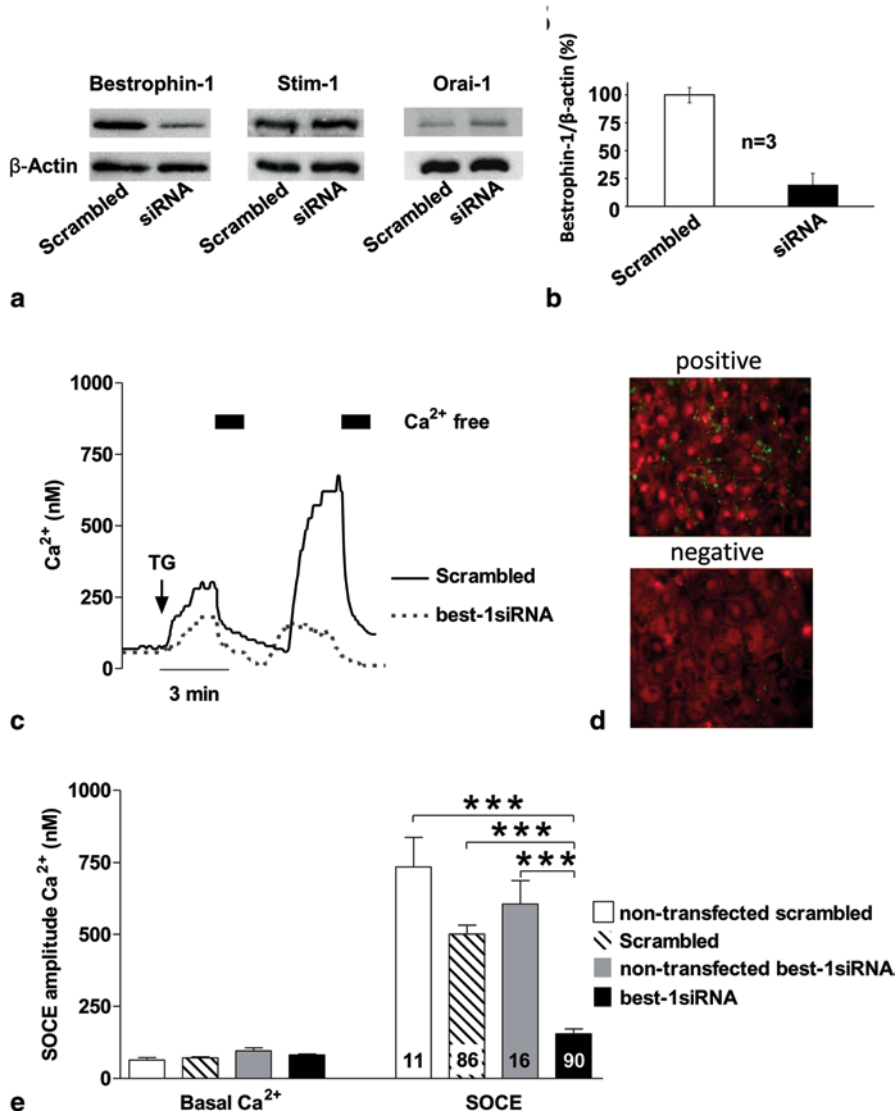 Bestrophin-1 Stim-1 Orai-1
β-Actin
Scrambled siRNA Scrambled siRNA Scrambled siRNA
a
Bestrophin-1/β-actin (%)
100
75
50
25
0
n=3
Scrambled siRNA
b
Ca²⁺ (nM)
1000
750
500
250
0
Ca²⁺ free
TG
Scrambled
best-1siRNA
3 min
c
positive
negative
d
SOCE amplitude Ca²⁺ (nM)
1000
750
500
250
0
***
***
***
11 86 16 90
Basal Ca²⁺ SOCE
non-transfected scrambled
Scrambled
non-transfected best-1siRNA
best-1siRNA
e